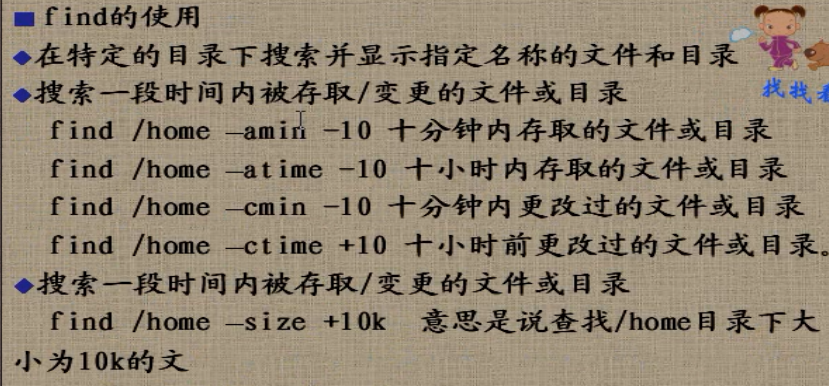 find的使用
在特定的目录下搜索并显示指定名称的文件和目录
搜索一段时间内被存取/变更的文件或目录
找找
find /home –amin -10 十分钟内存取的文件或目录
find /home –atime -10 十小时内存取的文件或目录
find /home –cmin -10 十分钟内更改过的文件或目录
find /home –ctime +10 十小时前更改过的文件或目录。
搜索一段时间内被存取/变更的文件或目录
find /home –size +10k 意思是说查找/home目录下大
小为10k的文